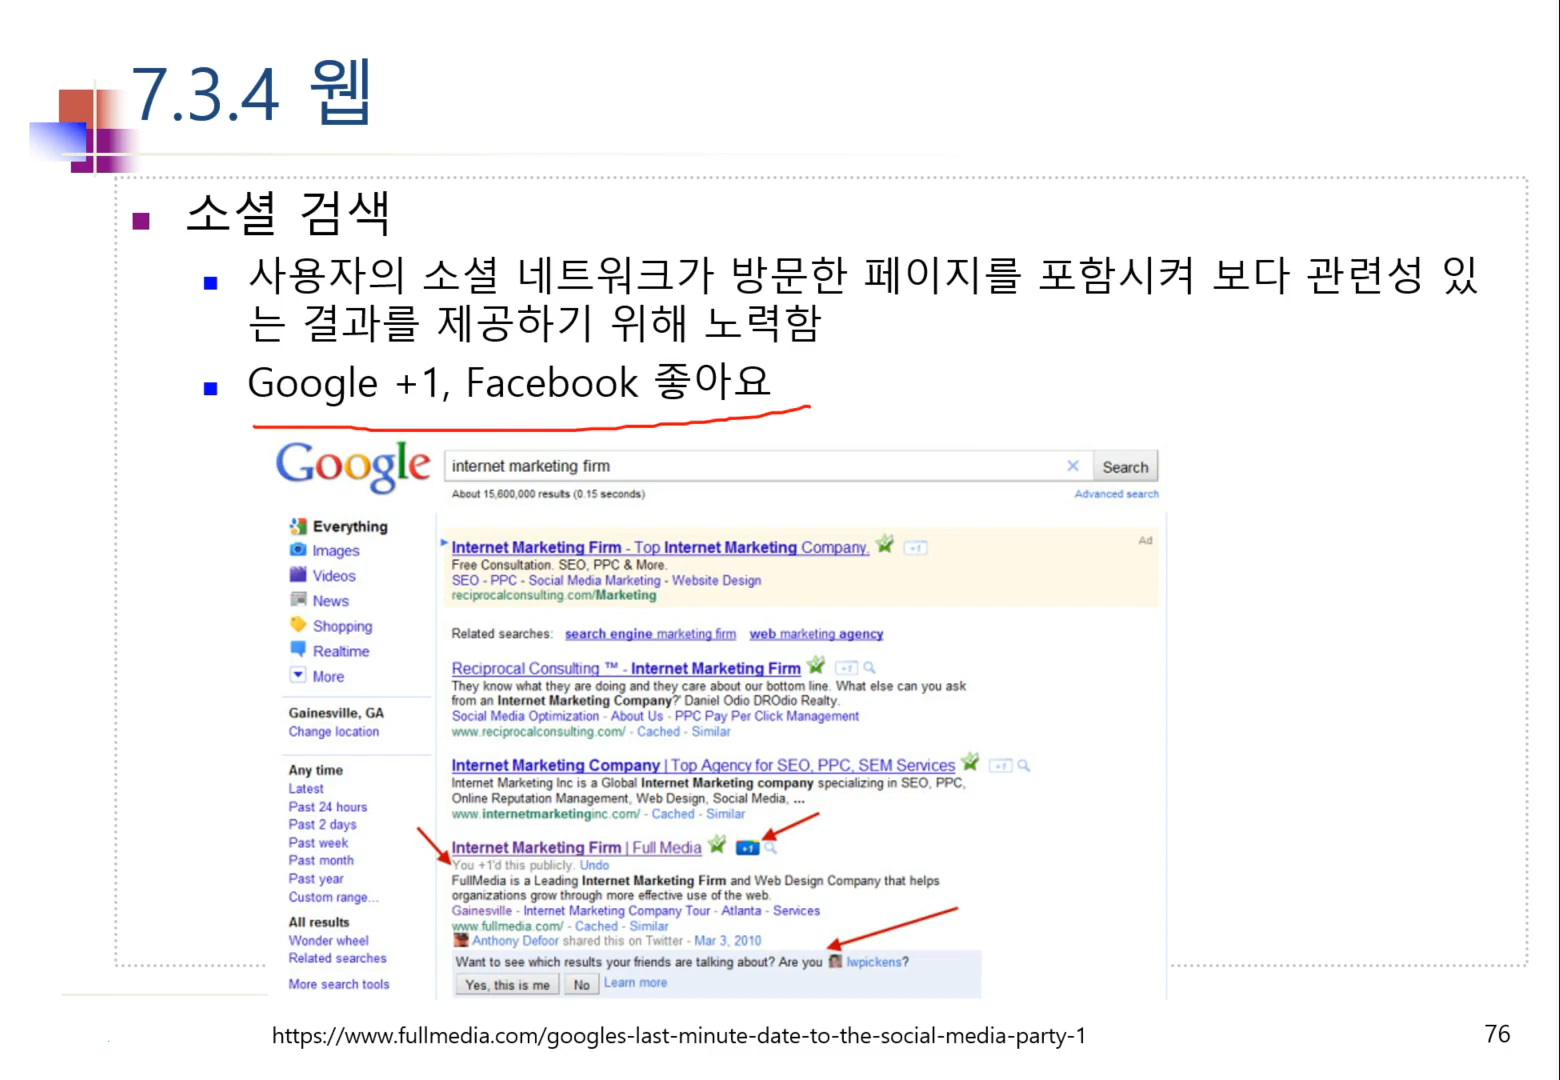 7.3.4 웹
소셜 검색
사용자의 소셜 네트워크가 방문한 페이지를 포함시켜 보다 관련성 있
는 결과를 제공하기 위해 노력함
Google +1, Facebook 좋아요
Google internet marketing firm Search
About 15,600,000 results (0.15 seconds) Advanced search
Everything
Images
Videos
News
Shopping
Realtime
More
Gainesville, GA
Change location
Any time
Latest
Past 24 hours
Past 2 days
Past week
Past month
Past year
Custom range...
All results
Wonder wheel
Related searches
More search tools
Internet Marketing Firm - Top Internet Marketing Company. +1 Ad
Free Consultation. SEO, PPC & More.
SEO - PPC - Social Media Marketing - Website Design
reciprocalconsulting.com/Marketing
Related searches: search engine marketing firm web marketing agency
Reciprocal Consulting ™ - Internet Marketing Firm +1
They know what they are doing and they care about our bottom line. What else can you ask
from an Internet Marketing Company?' Daniel Odio DROdio Realty.
Social Media Optimization - About Us - PPC Pay Per Click Management
www.reciprocalconsulting.com/ - Cached - Similar
Internet Marketing Company | Top Agency for SEO, PPC, SEM Services +1
Internet Marketing Inc is a Global Internet Marketing company specializing in SEO, PPC,
Online Reputation Management, Web Design, Social Media, ...
www.internetmarketinginc.com/ - Cached - Similar
Internet Marketing Firm | Full Media +1
You +1'd this publicly. Undo
FullMedia is a Leading Internet Marketing Firm and Web Design Company that helps
organizations grow through more effective use of the web.
Gainesville - Internet Marketing Company Tour - Atlanta - Services
www.fullmedia.com/ - Cached - Similar
Anthony Defoor shared this on Twitter - Mar 3, 2010
Want to see which results your friends are talking about? Are you lwpickens?
Yes, this is me No Learn more
https://www.fullmedia.com/googles-last-minute-date-to-the-social-media-party-1
76